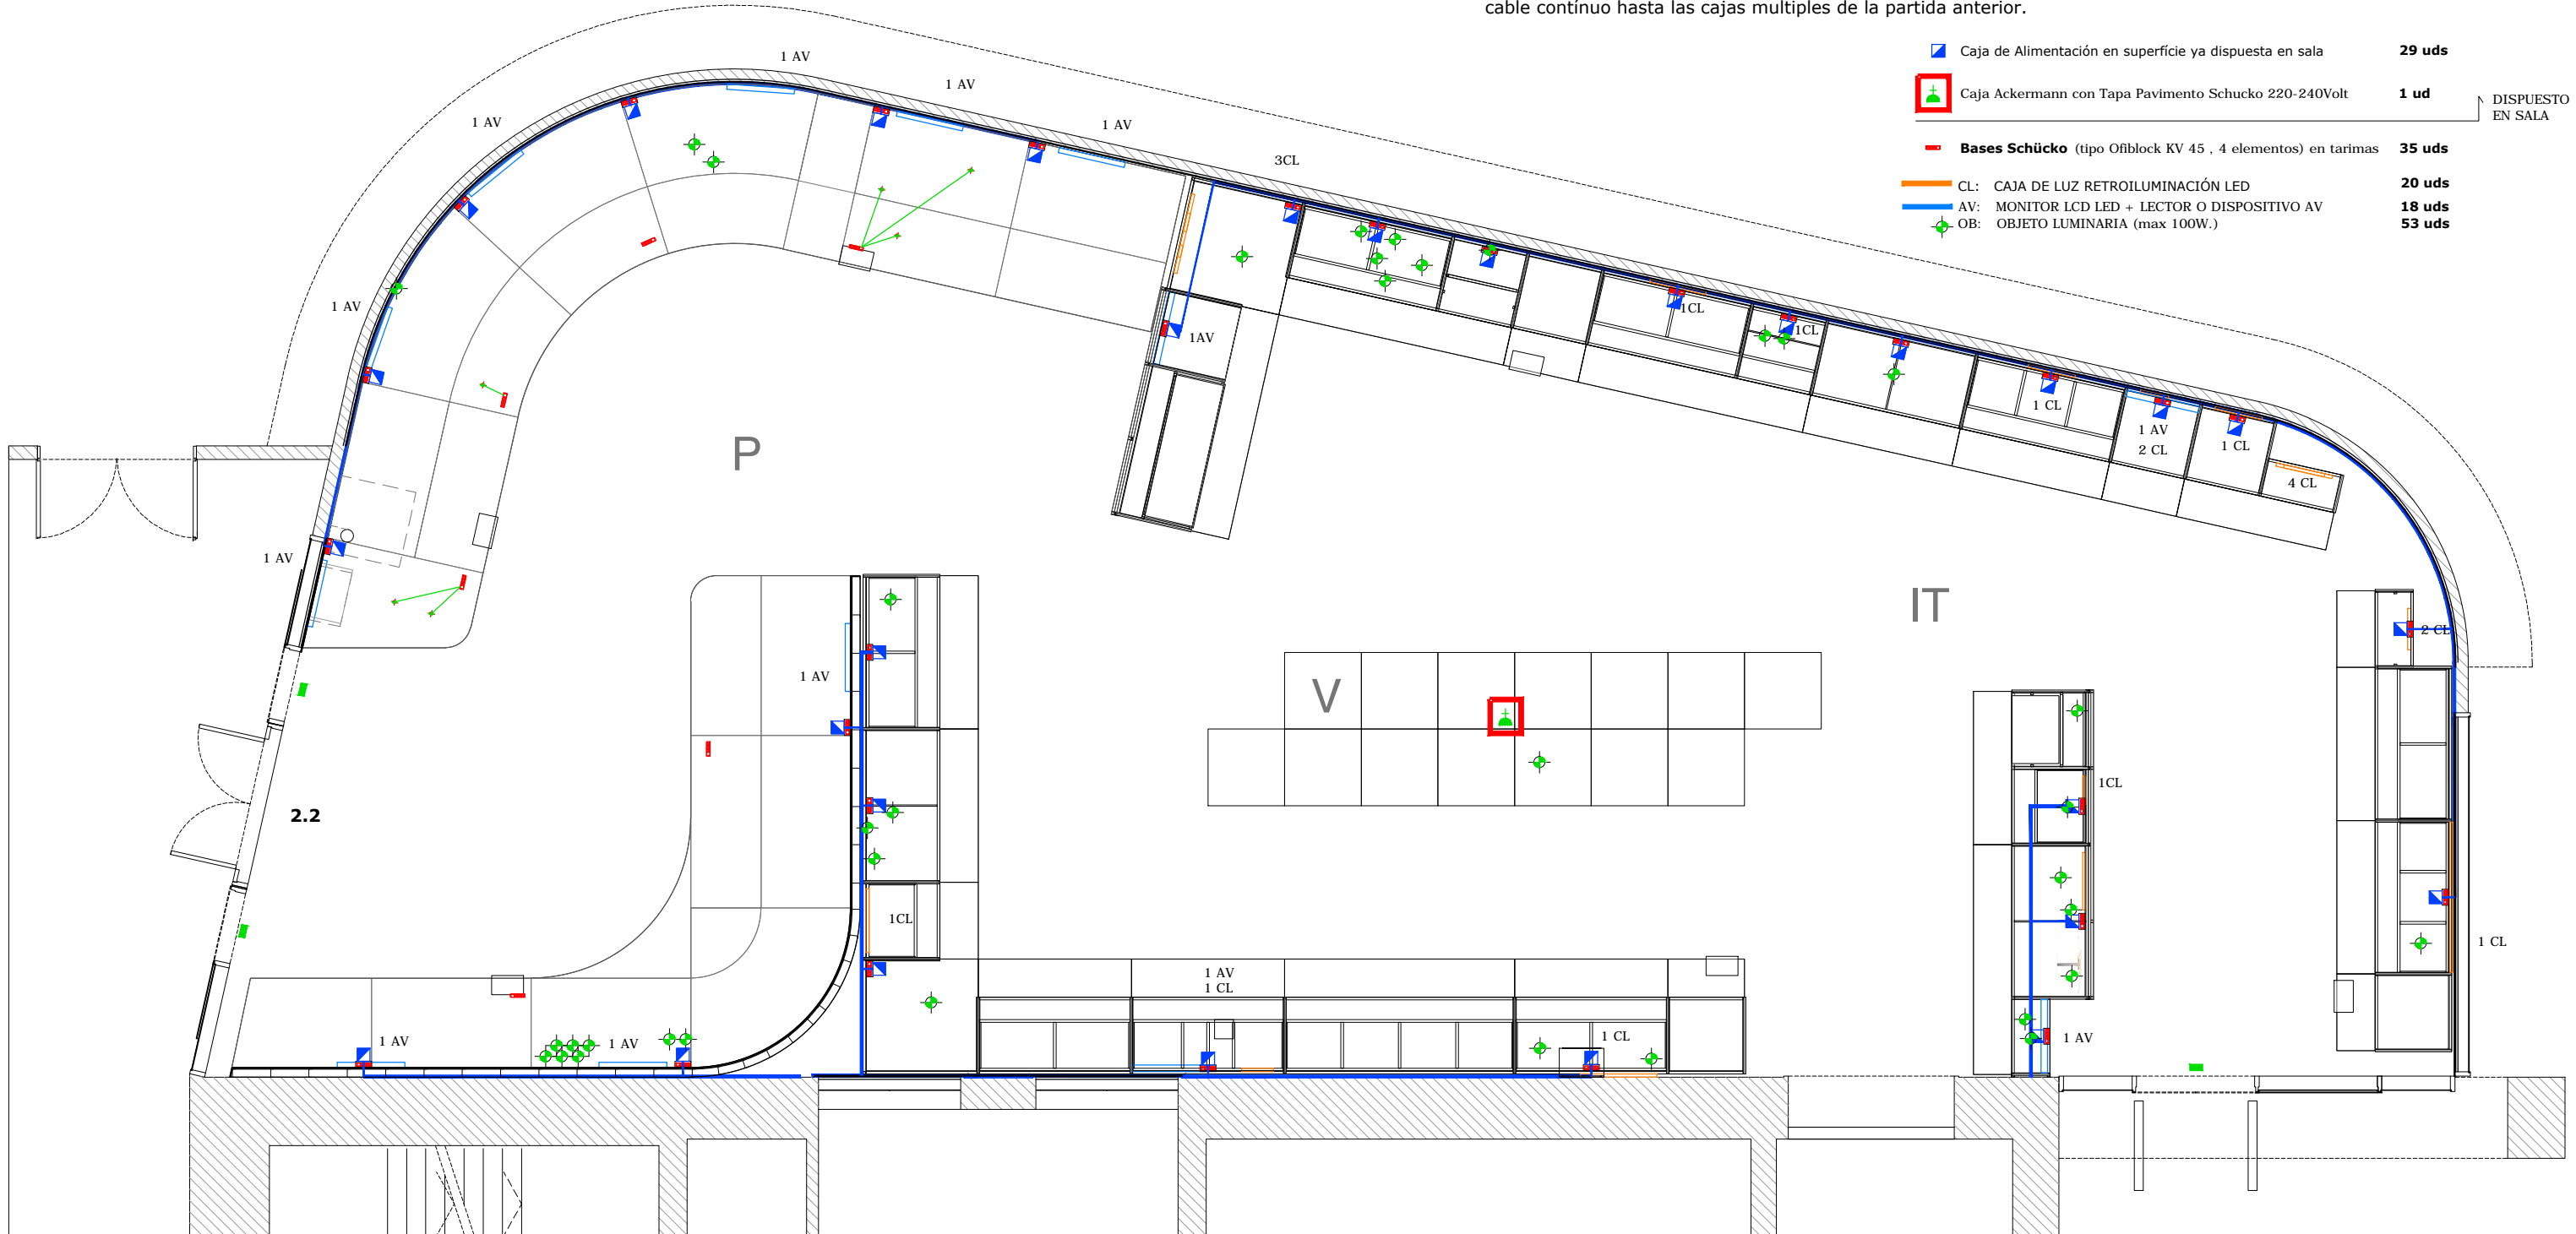 cable contínuo hasta las cajas multiples de la partida anterior.
Caja de Alimentación en superfície ya dispuesta en sala 29 uds
Caja Ackermann con Tapa Pavimento Schucko 220-240Volt 1 ud
DISPUESTO
EN SALA
Bases Schücko (tipo Ofiblock KV 45 , 4 elementos) en tarimas 35 uds
CL: CAJA DE LUZ RETROILUMINACIÓN LED 20 uds
AV: MONITOR LCD LED + LECTOR O DISPOSITIVO AV 18 uds
OB: OBJETO LUMINARIA (max 100W.) 53 uds
1 AV
1 AV
1 AV
1 AV
3CL
1 AV
1CL
1CL
1AV
1 CL
1 AV
2 CL
1 CL
4 CL
P
1 AV
IT
2 CL
V
1 AV
1CL
2.2
1CL
1 CL
1 AV
1 CL
1 AV
1 AV
1 CL
1 AV